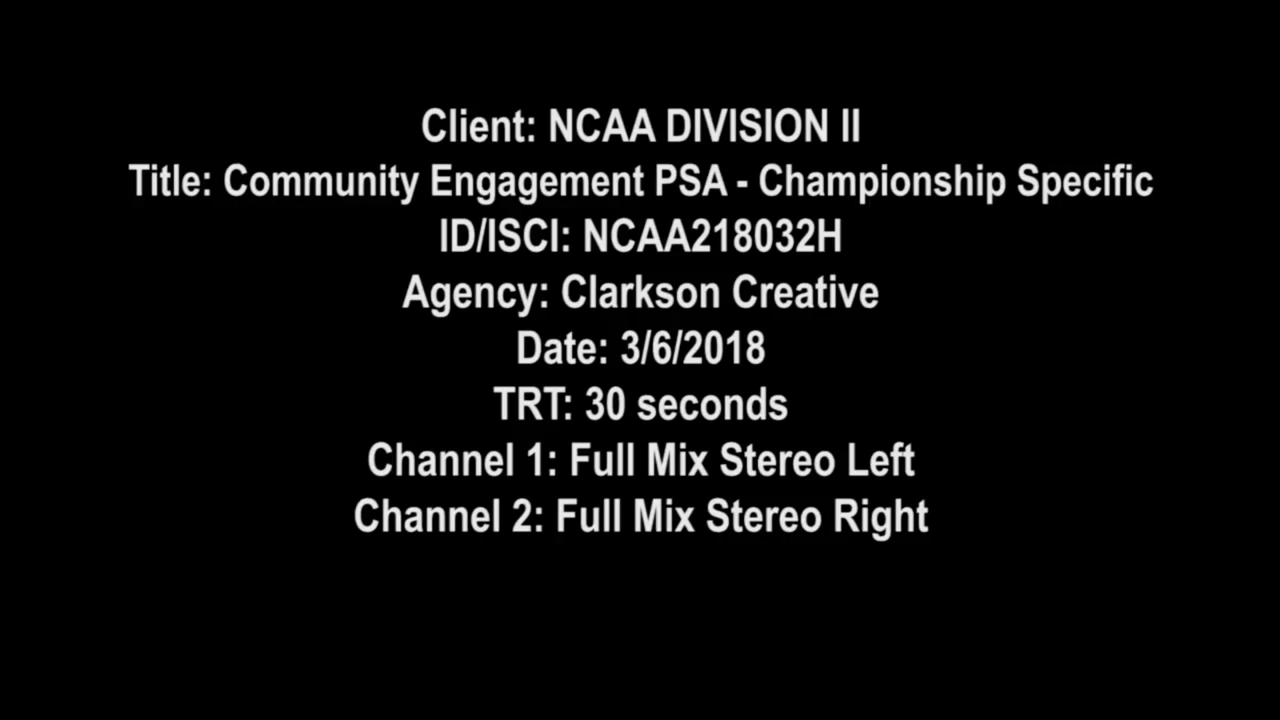 Client: NCAA DIVISION II
Title: Community Engagement PSA - Championship Specific
ID/ISCI: NCAA218032H
Agency: Clarkson Creative
Date: 3/6/2018
TRT: 30 seconds
Channel 1: Full Mix Stereo Left
Channel 2: Full Mix Stereo Right